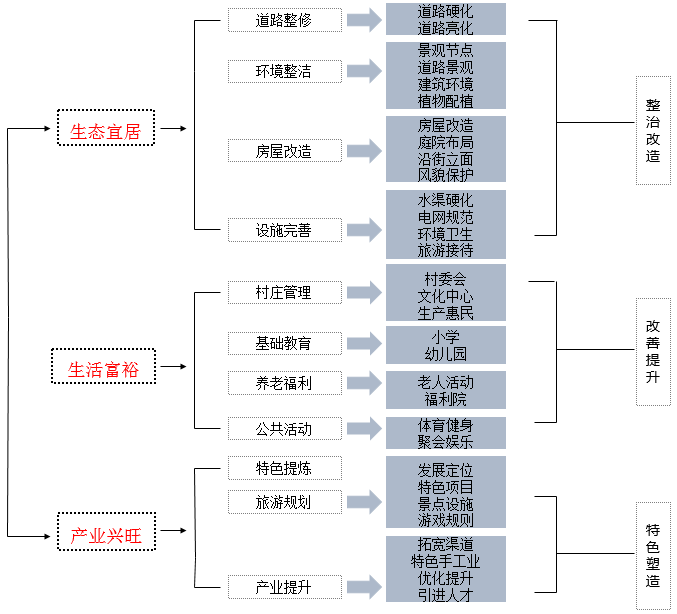 生态宜居
道路整修
道路硬化
道路亮化
环境整洁
景观节点
道路景观
建筑环境
植物配植
房屋改造
房屋改造
庭院布局
沿街立面
风貌保护
设施完善
水渠硬化
电网规范
环境卫生
旅游接待
整治改造
生活富裕
村庄管理
村委会
文化中心
生产惠民
基础教育
小学
幼儿园
养老福利
老人活动
福利院
公共活动
体育健身
聚会娱乐
改善提升
产业兴旺
特色提炼
旅游规划
发展定位
特色项目
景点设施
游戏规则
产业提升
拓宽渠道
特色手工业
优化提升
引进人才
特色塑造